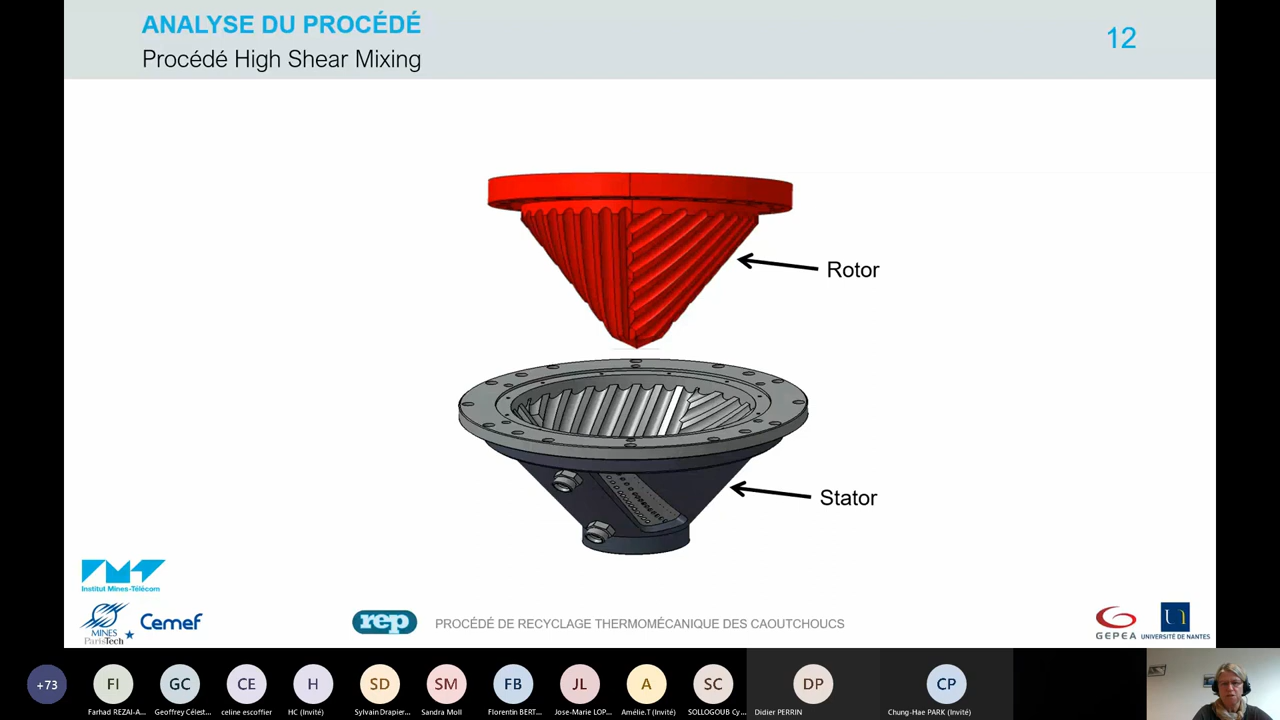 ANALYSE DU PROCÉDÉ
Procédé High Shear Mixing
12
Rotor
Stator
Institut Mines-Télécom
MINES
ParisTech
Cemef
rep
PROCÉDÉ DE RECYCLAGE THERMOMÉCANIQUE DES CAOUTCHOUCS
GEPEA
UNIVERSITÉ DE NANTES
+73
FI
GC
CE
H
SD
SM
FB
JL
A
SC
DP
CP
Farhad REZAI-A...
Geoffrey Célest...
celine escoffier
HC (Invité)
Sylvain Drapier...
Sandra Moll
Florentin BERT...
Jose-Marie LOP...
Amélie.T (Invité)
SOLLOGOUB Cy...
Didier PERRIN
Chung-Hae PARK (Invité)